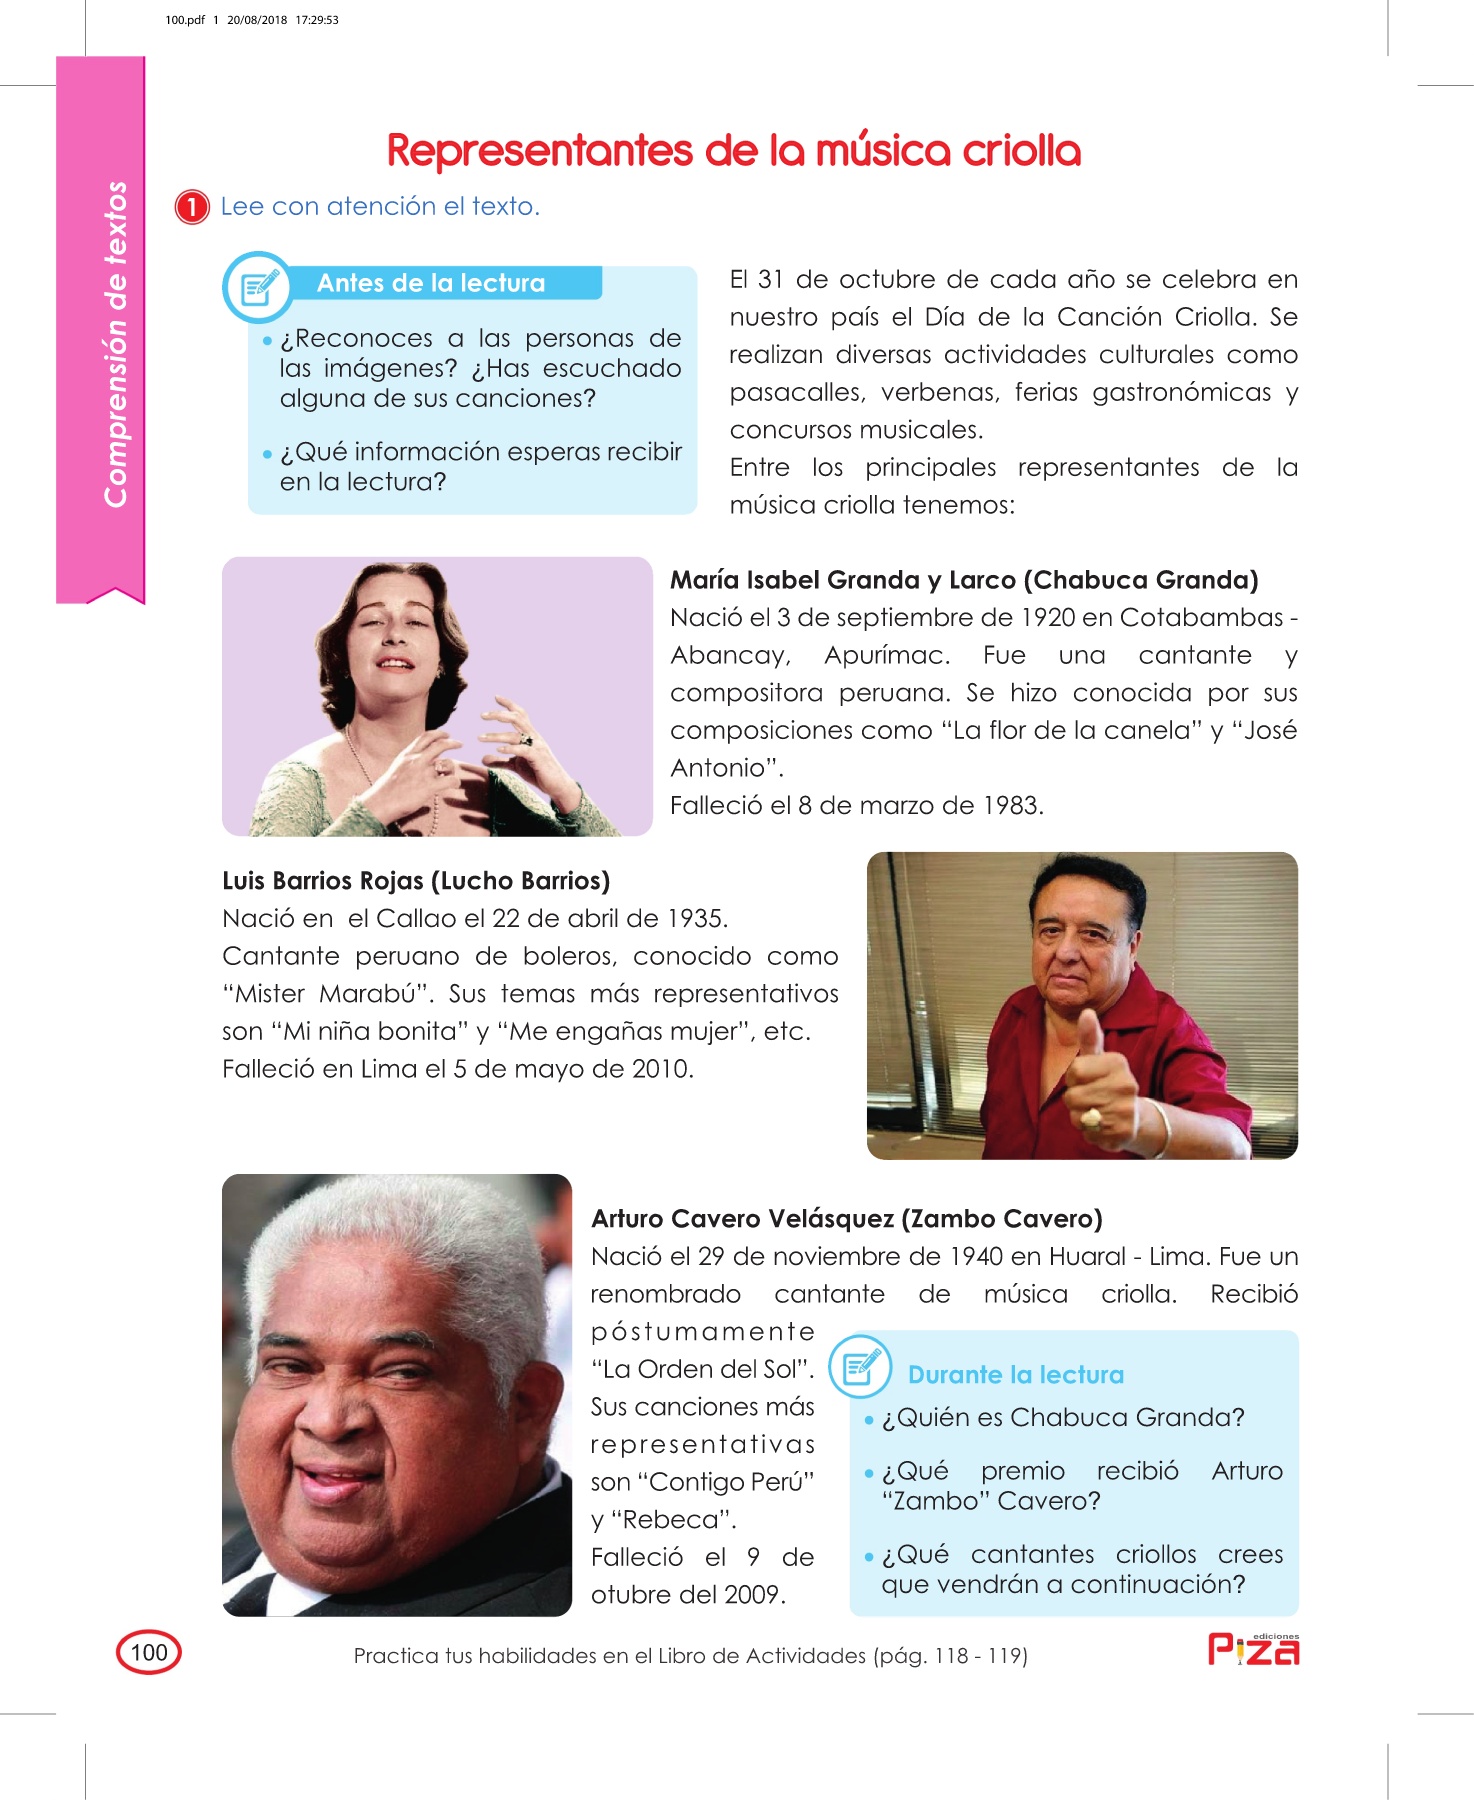 100.pdf 1 20/08/2018 17:29:53
Comprensión de textos
Representantes de la música criolla
1 Lee con atención el texto.
Antes de la lectura
• ¿Reconoces a las personas de
las imágenes? ¿Has escuchado
alguna de sus canciones?
• ¿Qué información esperas recibir
en la lectura?
El 31 de octubre de cada año se celebra en
nuestro país el Día de la Canción Criolla. Se
realizan diversas actividades culturales como
pasacalles, verbenas, ferias gastronómicas y
concursos musicales.
Entre los principales representantes de la
música criolla tenemos:
María Isabel Granda y Larco (Chabuca Granda)
Nació el 3 de septiembre de 1920 en Cotabambas -
Abancay, Apurímac. Fue una cantante y
compositora peruana. Se hizo conocida por sus
composiciones como “La flor de la canela” y “José
Antonio”.
Falleció el 8 de marzo de 1983.
Luis Barrios Rojas (Lucho Barrios)
Nació en el Callao el 22 de abril de 1935.
Cantante peruano de boleros, conocido como
“Mister Marabú”. Sus temas más representativos
son “Mi niña bonita” y “Me engañas mujer”, etc.
Falleció en Lima el 5 de mayo de 2010.
Arturo Cavero Velásquez (Zambo Cavero)
Nació el 29 de noviembre de 1940 en Huaral - Lima. Fue un
renombrado cantante de música criolla. Recibió
póstumamente
“La Orden del Sol”.
Sus canciones más
representativas
son “Contigo Perú”
y “Rebeca”.
Falleció el 9 de
otubre del 2009.
Durante la lectura
• ¿Quién es Chabuca Granda?
• ¿Qué premio recibió Arturo
“Zambo” Cavero?
• ¿Qué cantantes criollos crees
que vendrán a continuación?
100
Practica tus habilidades en el Libro de Actividades (pág. 118 - 119)
ediciones
Piza